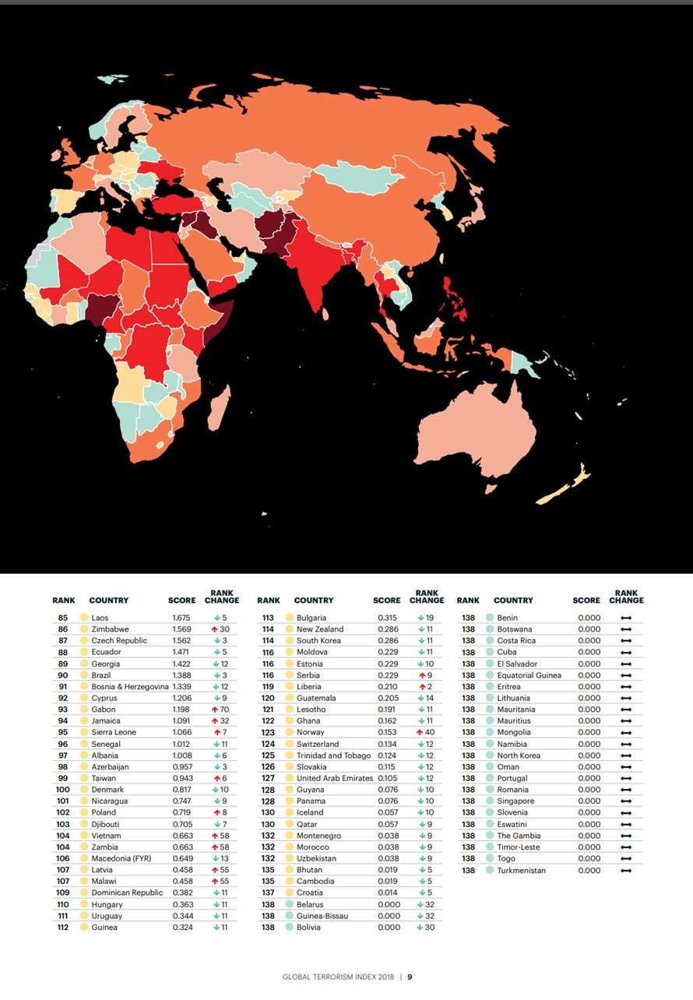 RANK COUNTRY SCORE RANK CHANGE
85 Laos 1.675 ↓ 5
86 Zimbabwe 1.569 ↑ 30
87 Czech Republic 1.562 ↓ 3
88 Ecuador 1.471 ↓ 5
89 Georgia 1.422 ↓ 12
90 Brazil 1.388 ↓ 3
91 Bosnia & Herzegovina 1.339 ↓ 12
92 Cyprus 1.206 ↓ 9
93 Gabon 1.198 ↑ 70
94 Jamaica 1.091 ↑ 32
95 Sierra Leone 1.066 ↑ 7
96 Senegal 1.012 ↓ 11
97 Albania 1.008 ↓ 6
98 Azerbaijan 0.957 ↓ 3
99 Taiwan 0.943 ↑ 6
100 Denmark 0.817 ↓ 10
101 Nicaragua 0.747 ↓ 9
102 Poland 0.719 ↑ 8
103 Djibouti 0.705 ↓ 7
104 Vietnam 0.663 ↑ 58
104 Zambia 0.663 ↑ 58
106 Macedonia (FYR) 0.649 ↓ 13
107 Latvia 0.458 ↑ 55
107 Malawi 0.458 ↑ 55
109 Dominican Republic 0.382 ↓ 11
110 Hungary 0.363 ↓ 11
111 Uruguay 0.344 ↓ 11
112 Guinea 0.324 ↓ 11
RANK COUNTRY SCORE RANK CHANGE
113 Bulgaria 0.315 ↓ 19
114 New Zealand 0.286 ↓ 11
114 South Korea 0.286 ↓ 11
116 Moldova 0.229 ↓ 11
116 Estonia 0.229 ↓ 10
116 Serbia 0.229 ↑ 9
119 Liberia 0.210 ↑ 2
120 Guatemala 0.205 ↓ 14
121 Lesotho 0.191 ↓ 11
122 Ghana 0.162 ↓ 11
123 Norway 0.153 ↑ 40
124 Switzerland 0.134 ↓ 12
125 Trinidad and Tobago 0.124 ↓ 12
126 Slovakia 0.115 ↓ 12
127 United Arab Emirates 0.105 ↓ 12
128 Guyana 0.076 ↓ 10
128 Panama 0.076 ↓ 10
130 Iceland 0.057 ↓ 10
130 Qatar 0.057 ↓ 9
132 Montenegro 0.038 ↓ 9
132 Morocco 0.038 ↓ 9
132 Uzbekistan 0.038 ↓ 9
135 Bhutan 0.019 ↓ 5
135 Cambodia 0.019 ↓ 5
137 Croatia 0.014 ↓ 5
138 Belarus 0.000 ↓ 32
138 Guinea-Bissau 0.000 ↓ 32
138 Bolivia 0.000 ↓ 30
RANK COUNTRY SCORE RANK CHANGE
138 Benin 0.000 ↔
138 Botswana 0.000 ↔
138 Costa Rica 0.000 ↔
138 Cuba 0.000 ↔
138 El Salvador 0.000 ↔
138 Equatorial Guinea 0.000 ↔
138 Eritrea 0.000 ↔
138 Lithuania 0.000 ↔
138 Mauritania 0.000 ↔
138 Mauritius 0.000 ↔
138 Mongolia 0.000 ↔
138 Namibia 0.000 ↔
138 North Korea 0.000 ↔
138 Oman 0.000 ↔
138 Portugal 0.000 ↔
138 Romania 0.000 ↔
138 Singapore 0.000 ↔
138 Slovenia 0.000 ↔
138 Eswatini 0.000 ↔
138 The Gambia 0.000 ↔
138 Timor-Leste 0.000 ↔
138 Togo 0.000 ↔
138 Turkmenistan 0.000 ↔
GLOBAL TERRORISM INDEX 2018 | 9